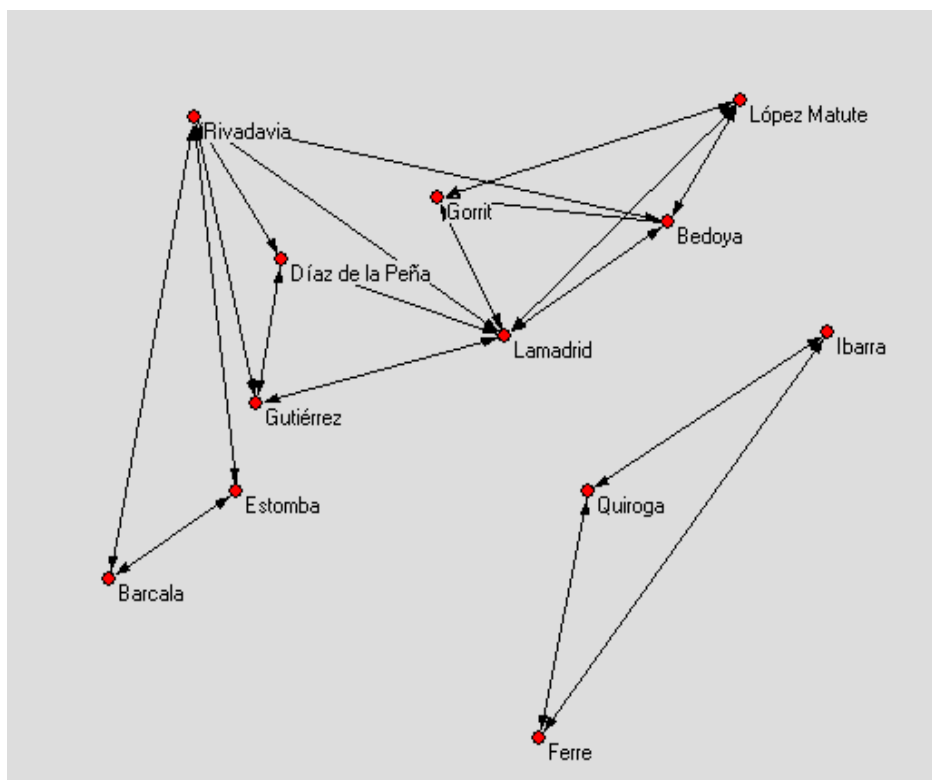 López Matute
Rivadavia
Gorrit
Bedoya
Díaz de la Peña
Lamadrid
Ibarra
Gutiérrez
Estomba
Quiroga
Barcala
Ferre